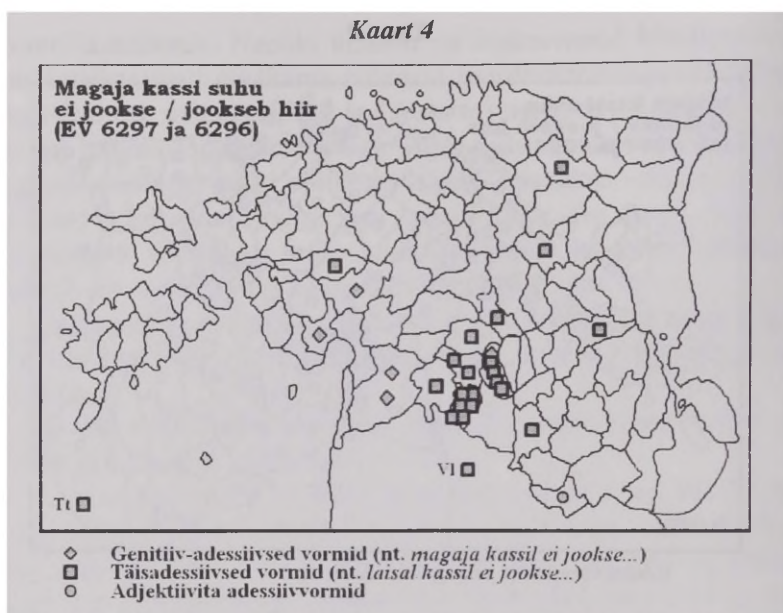 Kaart 4
Magaja kassi suhu
ei jookse / jookseb hiir
(EV 6297 ja 6296)
Vl
Tt
Genitiiv-adessiivsed vormid (nt. magaja kassil ei jookse...)
Täisadessiivsed vormid (nt. laisal kassil ei jookse...)
Adjektiivita adessiivvormid